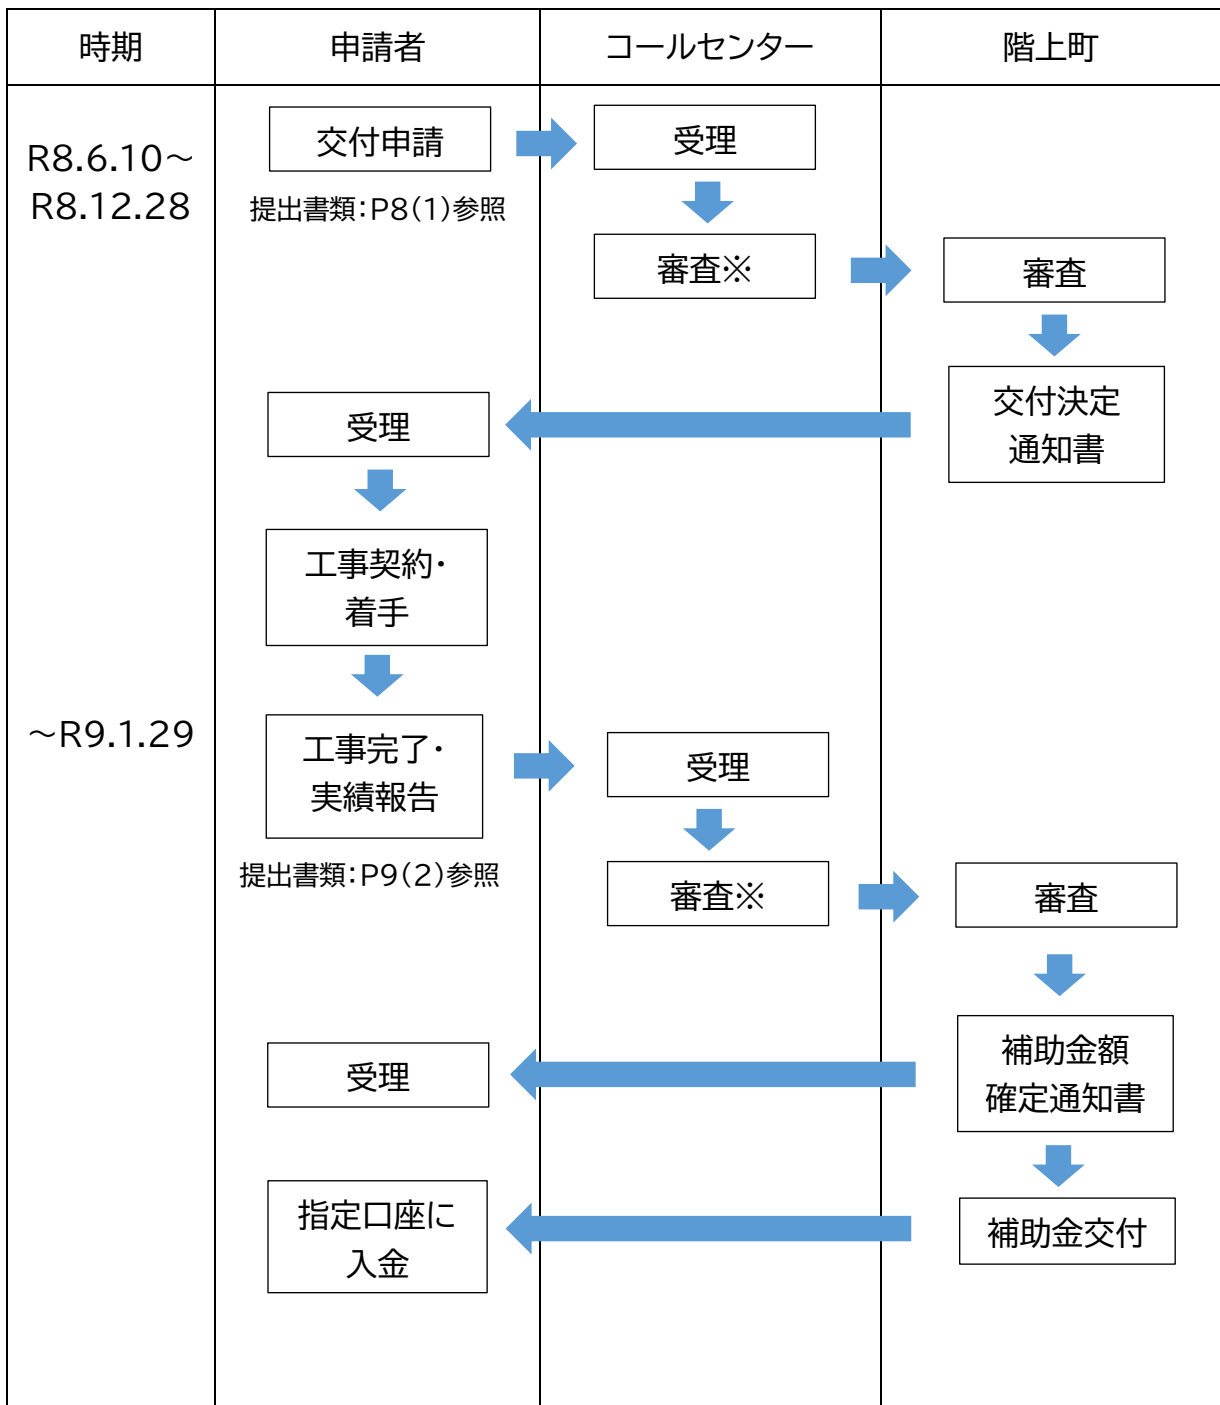 時期
申請者
コールセンター
階上町
R8.6.10～
R8.12.28
交付申請
提出書類：P8（1）参照
受理
審査※
審査
交付決定
通知書
受理
工事契約・
着手
～R9.1.29
工事完了・
実績報告
提出書類：P9（2）参照
受理
審査※
審査
補助金額
確定通知書
受理
補助金交付
指定口座に
入金